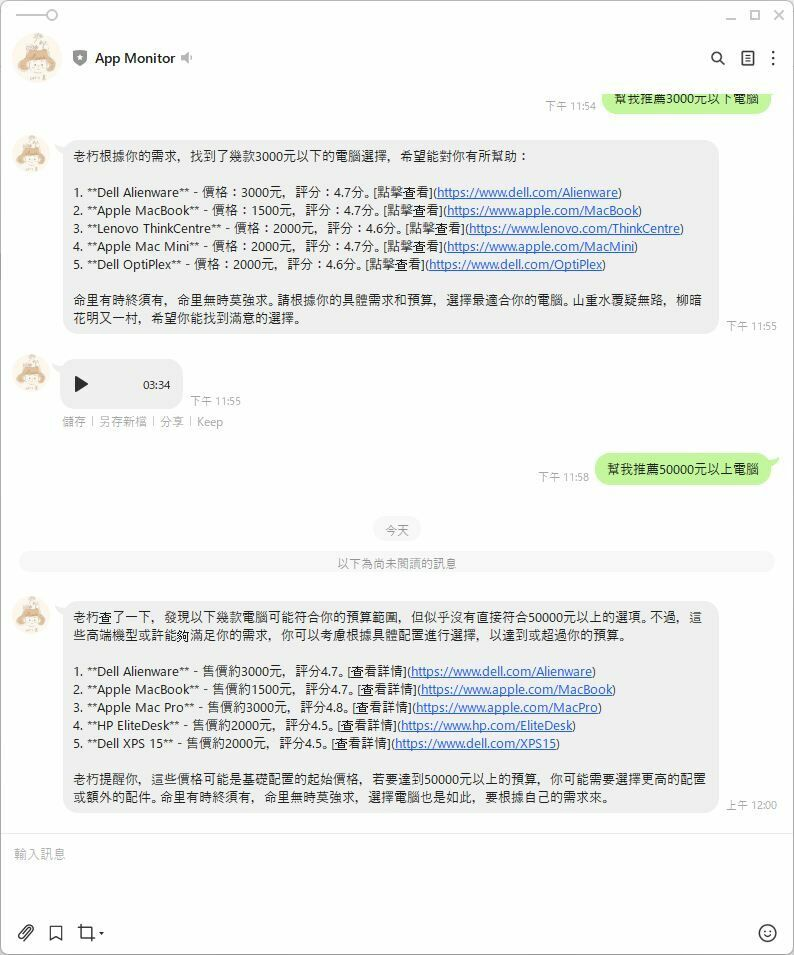 App Monitor
幫我推薦3000元以下電腦
下午 11:54
老朽根據你的需求，找到了幾款3000元以下的電腦選擇，希望能對你有所幫助：
1. **Dell Alienware** - 價格：3000元，評分：4.7分。[點擊查看](https://www.dell.com/Alienware)
2. **Apple MacBook** - 價格：1500元，評分：4.7分。[點擊查看](https://www.apple.com/MacBook)
3. **Lenovo ThinkCentre** - 價格：2000元，評分：4.6分。[點擊查看](https://www.lenovo.com/ThinkCentre)
4. **Apple Mac Mini** - 價格：2000元，評分：4.7分。[點擊查看](https://www.apple.com/MacMini)
5. **Dell OptiPlex** - 價格：2000元，評分：4.6分。[點擊查看](https://www.dell.com/OptiPlex)
命里有時終須有，命里無時莫強求。請根據你的具體需求和預算，選擇最適合你的電腦。山重水覆疑無路，柳暗
花明又一村，希望你能找到滿意的選擇。
下午 11:55
03:34
下午 11:55
儲存 | 另存新檔 | 分享 | Keep
下午 11:58
幫我推薦50000元以上電腦
今天
以下為尚未閱讀的訊息
老朽查了一下，發現以下幾款電腦可能符合你的預算範圍，但似乎沒有直接符合50000元以上的選項。不過，這
些高端機型或許能夠滿足你的需求，你可以考慮根據具體配置進行選擇，以達到或超過你的預算。
1. **Dell Alienware** - 售價約3000元，評分4.7。[查看詳情](https://www.dell.com/Alienware)
2. **Apple MacBook** - 售價約1500元，評分4.7。[查看詳情](https://www.apple.com/MacBook)
3. **Apple Mac Pro** - 售價約3000元，評分4.8。[查看詳情](https://www.apple.com/MacPro)
4. **HP EliteDesk** - 售價約2000元，評分4.5。[查看詳情](https://www.hp.com/EliteDesk)
5. **Dell XPS 15** - 售價約2000元，評分4.5。[查看詳情](https://www.dell.com/XPS15)
老朽提醒你，這些價格可能是基礎配置的起始價格，若要達到50000元以上的預算，你可能需要選擇更高的配置
或額外的配件。命里有時終須有，命里無時莫強求，選擇電腦也是如此，要根據自己的需求來。
上午 12:00
輸入訊息